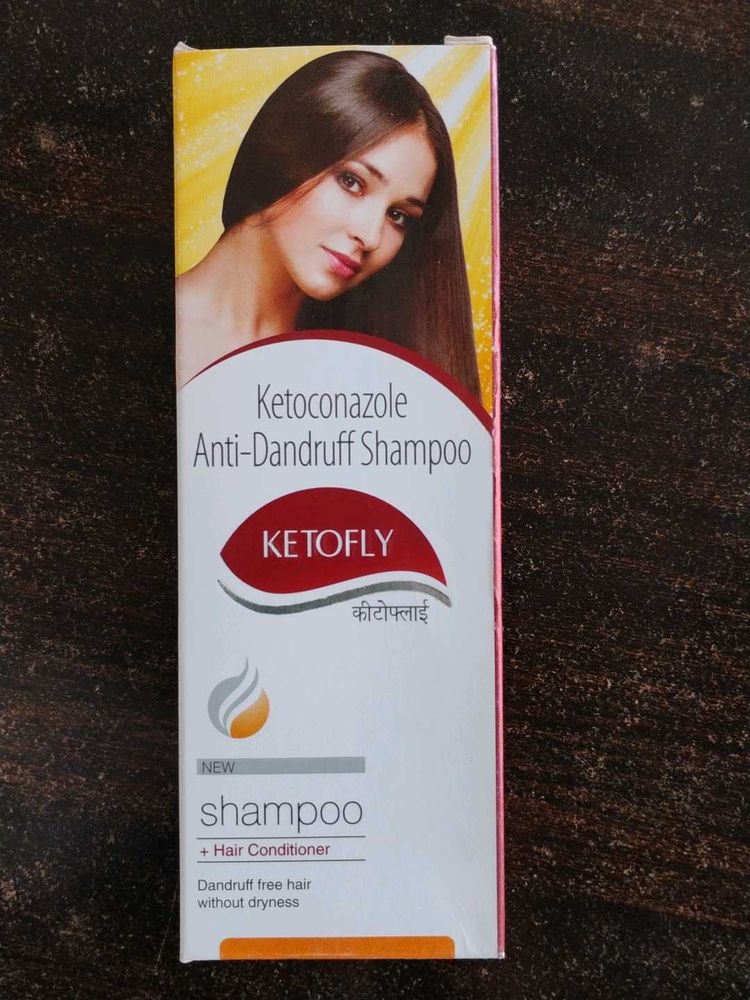 Ketoconazole
Anti-Dandruff Shampoo
KETOFLY
कीटोफ्लाई
NEW
shampoo
+ Hair Conditioner
Dandruff free hair
without dryness